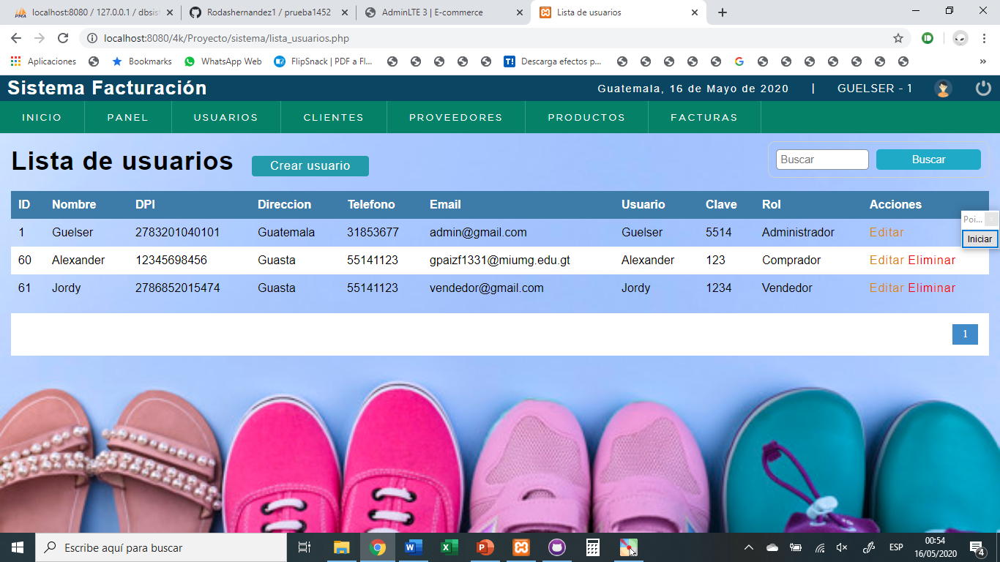 localhost:8080 / 127.0.0.1 / dbsis
Rodashernandez1 / prueba1452
AdminLTE 3 | E-commerce
Lista de usuarios
localhost:8080/4k/Proyecto/sistema/lista_usuarios.php
Aplicaciones Bookmarks WhatsApp Web FlipSnack | PDF a Fl... T! Descarga efectos p... G »
Sistema Facturación Guatemala, 16 de Mayo de 2020 | GUELSER - 1
INICIO PANEL USUARIOS CLIENTES PROVEEDORES PRODUCTOS FACTURAS
Lista de usuarios Crear usuario Buscar Buscar
ID Nombre DPI Direccion Telefono Email Usuario Clave Rol Acciones
1 Guelser 2783201040101 Guatemala 31853677 admin@gmail.com Guelser 5514 Administrador Editar
60 Alexander 12345698456 Guasta 55141123 gpaizf1331@miumg.edu.gt Alexander 123 Comprador Editar Eliminar
61 Jordy 2786852015474 Guasta 55141123 vendedor@gmail.com Jordy 1234 Vendedor Editar Eliminar
Poi... x
Iniciar
1
Escribe aquí para buscar
ESP
00:54
16/05/2020
4